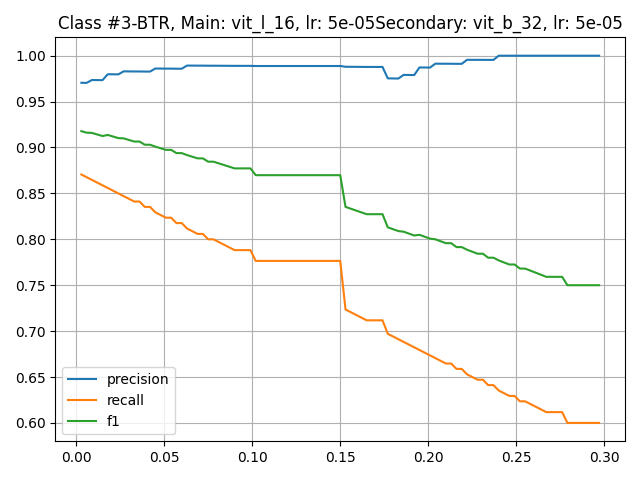 Class #3-BTR, Main: vit_l_16, lr: 5e-05Secondary: vit_b_32, lr: 5e-05
1.00
0.95
0.90
0.85
0.80
0.75
0.70
0.65
0.60
precision
recall
f1
0.00 0.05 0.10 0.15 0.20 0.25 0.30